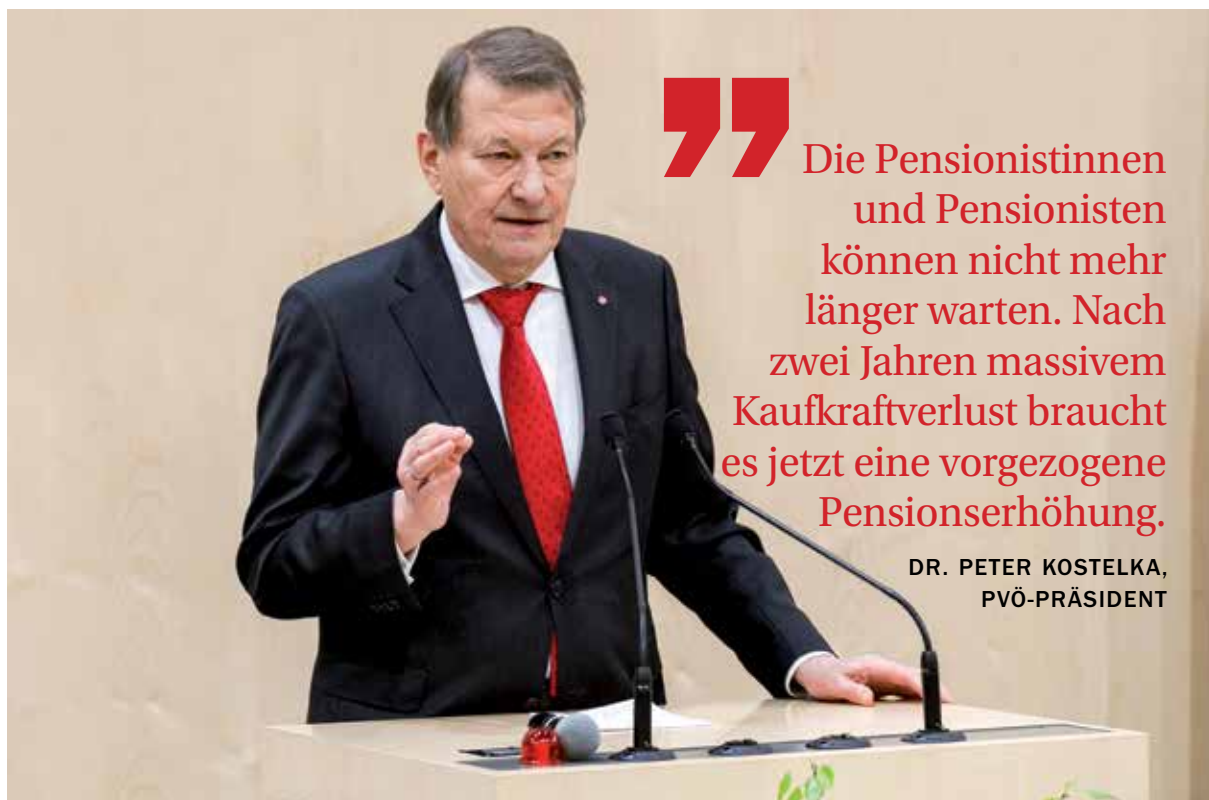 ”
Die Pensionistinnen
und Pensionisten
können nicht mehr
länger warten. Nach
zwei Jahren massivem
Kaufkraftverlust braucht
es jetzt eine vorgezogene
Pensionserhöhung.
DR. PETER KOSTELKA,
PVÖ-PRÄSIDENT